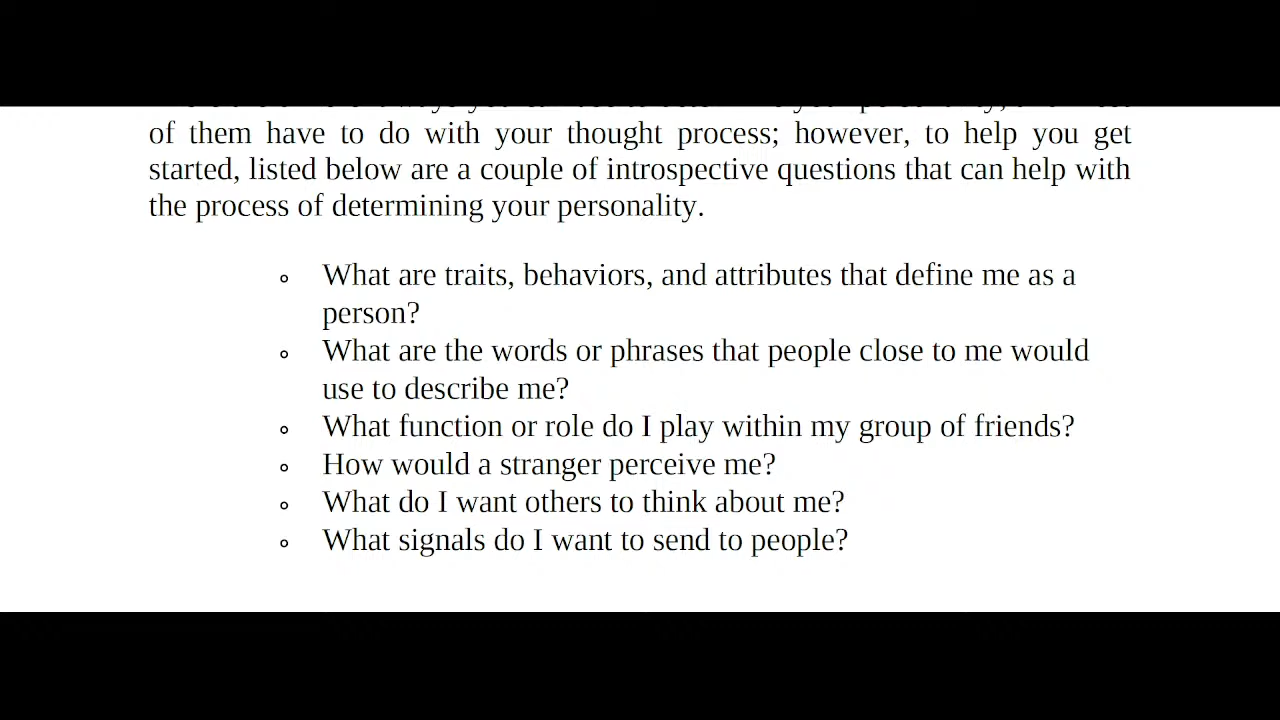 of them have to do with your thought process; however, to help you get
started, listed below are a couple of introspective questions that can help with
the process of determining your personality.
What are traits, behaviors, and attributes that define me as a
person?
What are the words or phrases that people close to me would
use to describe me?
What function or role do I play within my group of friends?
How would a stranger perceive me?
What do I want others to think about me?
What signals do I want to send to people?